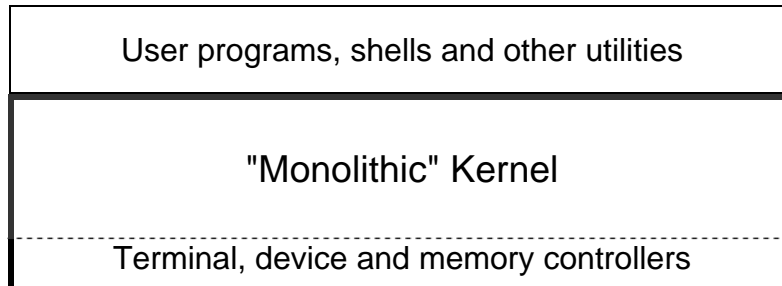 User programs, shells and other utilities
"Monolithic" Kernel
Terminal, device and memory controllers